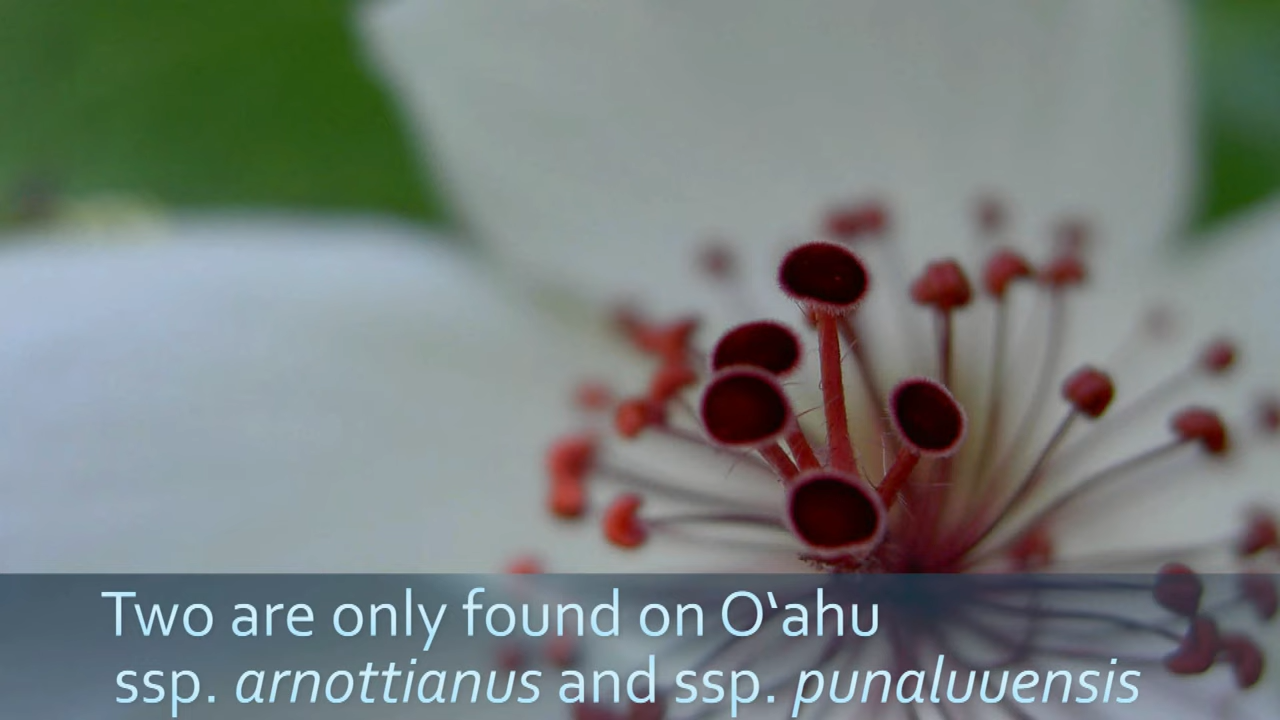 Two are only found on Oʻahu
ssp. arnottianus and ssp. punaluuensis